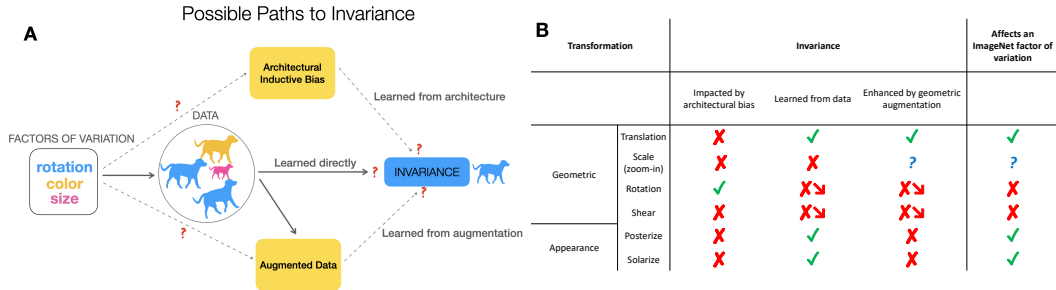 Possible Paths to Invariance
A
Architectural
Inductive Bias
?
Learned from architecture
DATA
?
FACTORS OF VARIATION
rotation
color
size
Learned directly
?
INVARIANCE
?
?
Learned from augmentation
Augmented Data
B
Transformation
Invariance
Affects an
ImageNet factor of
variation
Impacted by
architectural bias
Learned from data
Enhanced by geometric
augmentation
Geometric
Translation
✗ ✓ ✓ ✓
Scale
(zoom-in)
✗ ✗ ? ?
Rotation
✓ ✗↘ ✗↘ ✗
Shear
✗ ✗↘ ✗↘ ✗
Appearance
Posterize
✗ ✓ ✗ ✓
Solarize
✗ ✓ ✗ ✓